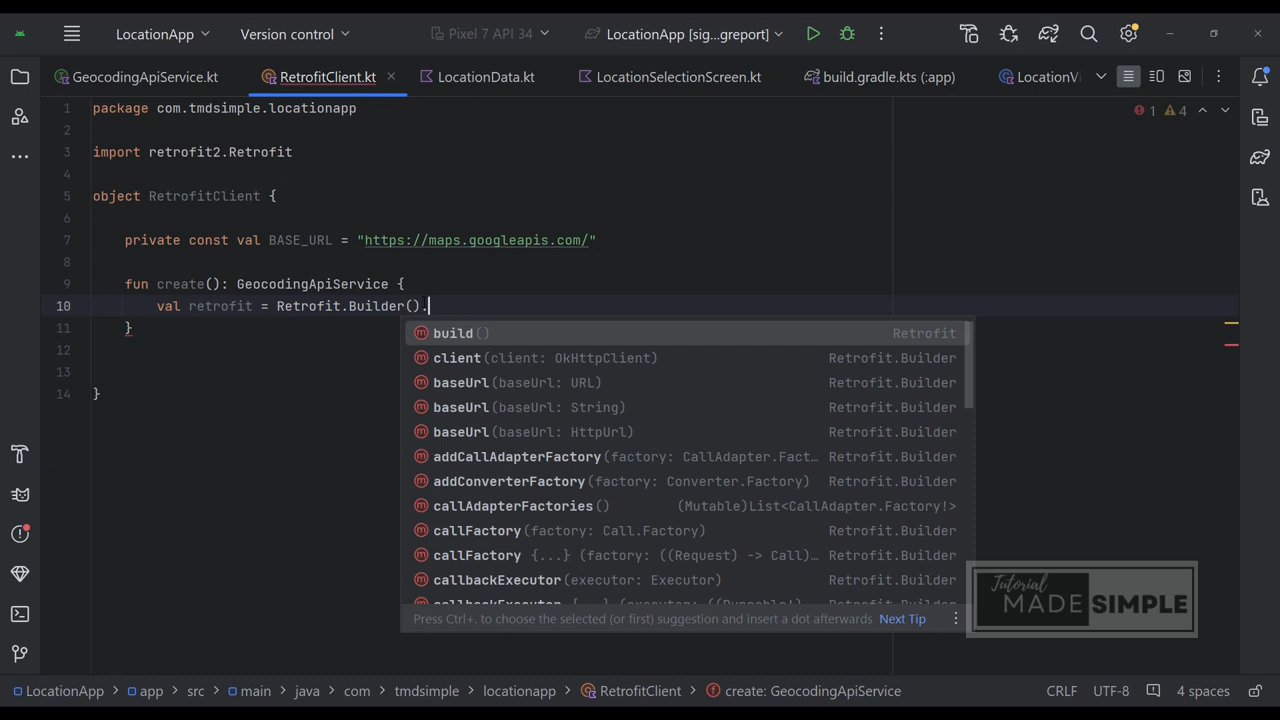 LocationApp
Version control
Pixel 7 API 34
LocationApp [sig...greport]
GeocodingApiService.kt
RetrofitClient.kt
LocationData.kt
LocationSelectionScreen.kt
build.gradle.kts (:app)
LocationVi
1 package com.tmdsimple.locationapp
1 4
2
3 import retrofit2.Retrofit
4
5 object RetrofitClient {
6
7 private const val BASE_URL = "https://maps.googleapis.com/"
8
9 fun create(): GeocodingApiService {
10 val retrofit = Retrofit.Builder().
11 }
12
13
14 }
build() Retrofit
client(client: OkHttpClient) Retrofit.Builder
baseUrl(baseUrl: URL) Retrofit.Builder
baseUrl(baseUrl: String) Retrofit.Builder
baseUrl(baseUrl: HttpUrl) Retrofit.Builder
addCallAdapterFactory(factory: CallAdapter.Fact... Retrofit.Builder
addConverterFactory(factory: Converter.Factory) Retrofit.Builder
callAdapterFactories() (Mutable)List<CallAdapter.Factory!>
callFactory(factory: Call.Factory) Retrofit.Builder
callFactory {...} (factory: ((Request) -> Call)... Retrofit.Builder
callbackExecutor(executor: Executor) Retrofit.Builder
callbackExecutor {...} (executor: ((Runnable!)... Retrofit.Builder
Press Ctrl+. to choose the selected (or first) suggestion and insert a dot afterwards Next Tip
Tutorial
MADE SIMPLE
LocationApp > app > src > main > java > com > tmdsimple > locationapp > RetrofitClient > create: GeocodingApiService
CRLF UTF-8 4 spaces